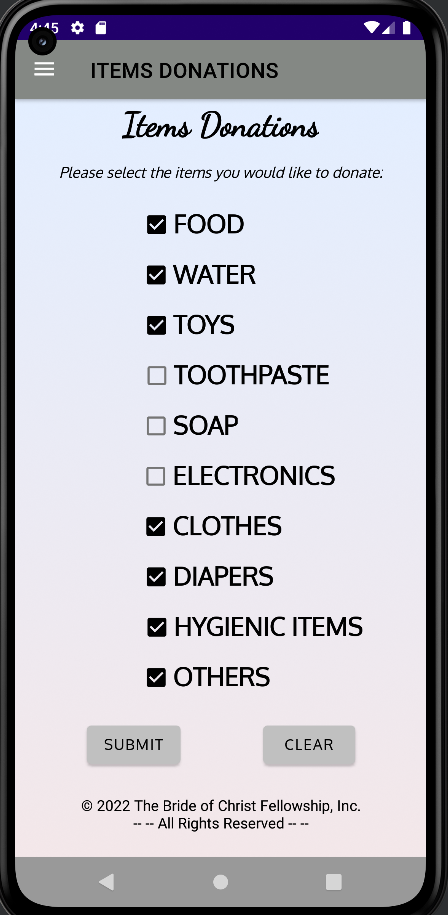 4:45
ITEMS DONATIONS
Items Donations
Please select the items you would like to donate:
FOOD
WATER
TOYS
TOOTHPASTE
SOAP
ELECTRONICS
CLOTHES
DIAPERS
HYGIENIC ITEMS
OTHERS
SUBMIT CLEAR
© 2022 The Bride of Christ Fellowship, Inc.
-- -- All Rights Reserved -- --